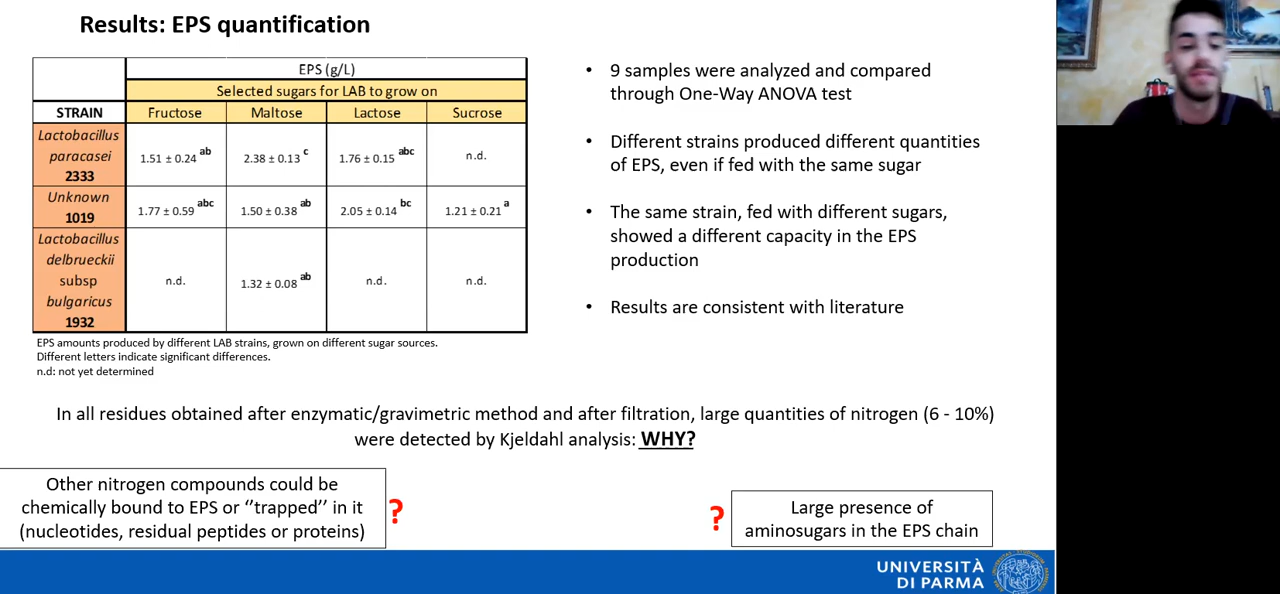 Results: EPS quantification
EPS (g/L)
Selected sugars for LAB to grow on
STRAIN Fructose Maltose Lactose Sucrose
Lactobacillus
paracasei
2333
1.51 ± 0.24 ab 2.38 ± 0.13 c 1.76 ± 0.15 abc n.d.
Unknown
1019
1.77 ± 0.59 abc 1.50 ± 0.38 ab 2.05 ± 0.14 bc 1.21 ± 0.21 a
Lactobacillus
delbrueckii
subsp
bulgaricus
1932
n.d. 1.32 ± 0.08 ab n.d. n.d.
EPS amounts produced by different LAB strains, grown on different sugar sources.
Different letters indicate significant differences.
n.d: not yet determined
• 9 samples were analyzed and compared
through One-Way ANOVA test
• Different strains produced different quantities
of EPS, even if fed with the same sugar
• The same strain, fed with different sugars,
showed a different capacity in the EPS
production
• Results are consistent with literature
In all residues obtained after enzymatic/gravimetric method and after filtration, large quantities of nitrogen (6 - 10%)
were detected by Kjeldahl analysis: WHY?
Other nitrogen compounds could be
chemically bound to EPS or ‘‘trapped’’ in it
(nucleotides, residual peptides or proteins)
?
?
Large presence of
aminosugars in the EPS chain
UNIVERSITÀ
DI PARMA